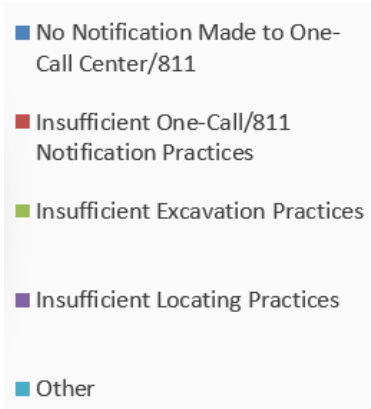 No Notification Made to One-
Call Center/811
Insufficient One-Call/811
Notification Practices
Insufficient Excavation Practices
Insufficient Locating Practices
Other